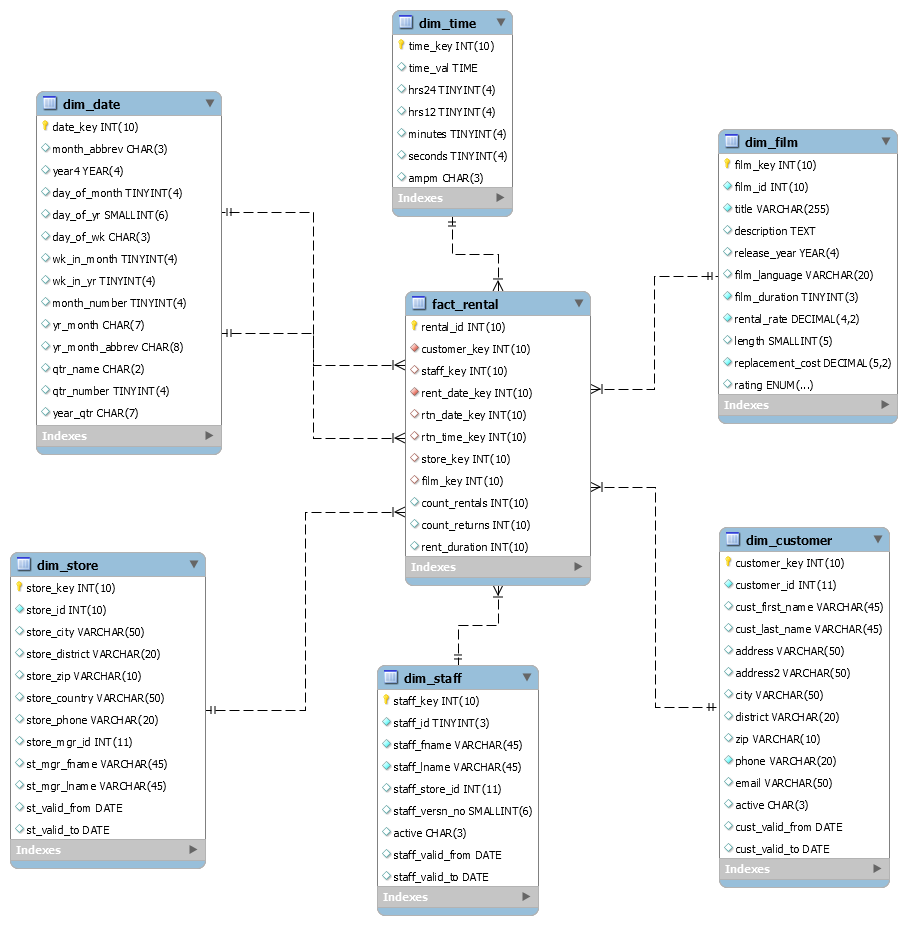 dim_time
time_key INT(10)
time_val TIME
hrs24 TINYINT(4)
hrs12 TINYINT(4)
minutes TINYINT(4)
seconds TINYINT(4)
ampm CHAR(3)
Indexes
dim_date
date_key INT(10)
month_abbrev CHAR(3)
year4 YEAR(4)
day_of_month TINYINT(4)
day_of_yr SMALLINT(6)
day_of_wk CHAR(3)
wk_in_month TINYINT(4)
wk_in_yr TINYINT(4)
month_number TINYINT(4)
yr_month CHAR(7)
yr_month_abbrev CHAR(8)
qtr_name CHAR(2)
qtr_number TINYINT(4)
year_qtr CHAR(7)
Indexes
dim_film
film_key INT(10)
film_id INT(10)
title VARCHAR(255)
description TEXT
release_year YEAR(4)
film_language VARCHAR(20)
film_duration TINYINT(3)
rental_rate DECIMAL(4,2)
length SMALLINT(5)
replacement_cost DECIMAL(5,2)
rating ENUM(...)
Indexes
fact_rental
rental_id INT(10)
customer_key INT(10)
staff_key INT(10)
rent_date_key INT(10)
rtn_date_key INT(10)
rtn_time_key INT(10)
store_key INT(10)
film_key INT(10)
count_rentals INT(10)
count_returns INT(10)
rent_duration INT(10)
Indexes
dim_store
store_key INT(10)
store_id INT(10)
store_city VARCHAR(50)
store_district VARCHAR(20)
store_zip VARCHAR(10)
store_country VARCHAR(50)
store_phone VARCHAR(20)
store_mgr_id INT(11)
st_mgr_fname VARCHAR(45)
st_mgr_lname VARCHAR(45)
st_valid_from DATE
st_valid_to DATE
Indexes
dim_staff
staff_key INT(10)
staff_id TINYINT(3)
staff_fname VARCHAR(45)
staff_lname VARCHAR(45)
staff_store_id INT(11)
staff_versn_no SMALLINT(6)
active CHAR(3)
staff_valid_from DATE
staff_valid_to DATE
Indexes
dim_customer
customer_key INT(10)
customer_id INT(11)
cust_first_name VARCHAR(45)
cust_last_name VARCHAR(45)
address VARCHAR(50)
address2 VARCHAR(50)
city VARCHAR(50)
district VARCHAR(20)
zip VARCHAR(10)
phone VARCHAR(20)
email VARCHAR(50)
active CHAR(3)
cust_valid_from DATE
cust_valid_to DATE
Indexes